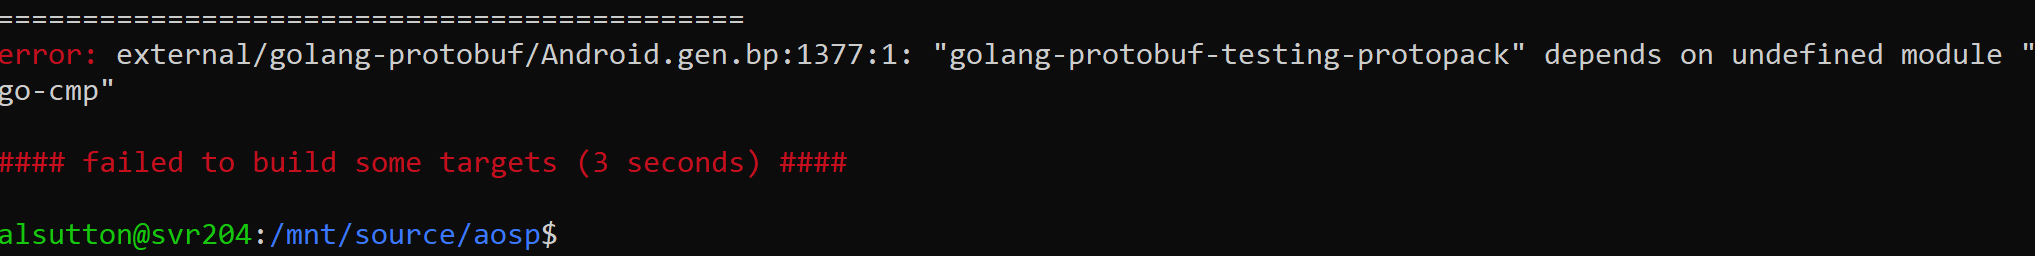 ============================================
error: external/golang-protobuf/Android.gen.bp:1377:1: "golang-protobuf-testing-protopack" depends on undefined module "
go-cmp"
#### failed to build some targets (3 seconds) ####
alsutton@svr204:/mnt/source/aosp$